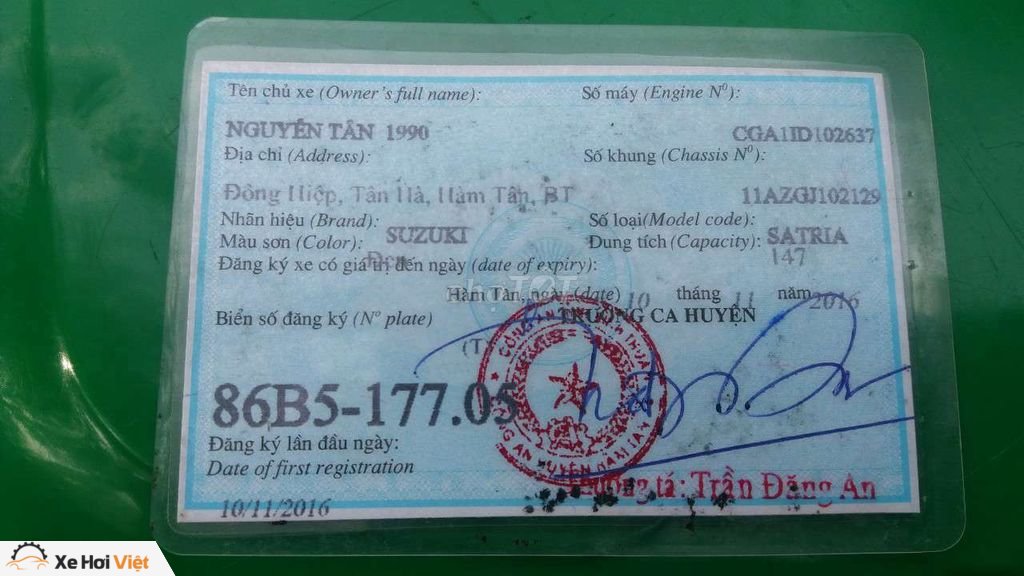 Tên chủ xe (Owner's full name): Số máy (Engine N⁰):
NGUYỄN TÂN 1990 CGA1ID102637
Địa chỉ (Address): Số khung (Chassis N⁰):
Đông Hiệp, Tân Hà, Hàm Tân, BT 11AZGJ102129
Nhãn hiệu (Brand): SUZUKI Số loại(Model code): SATRIA
Màu sơn (Color): Dung tích (Capacity): 147
Đăng ký xe có giá trị đến ngày (date of expiry):
Hàm Tân, ngày (date) 10 tháng 11 năm 2016
Biển số đăng ký (Nº plate) TRƯỞNG CA HUYỆN
86B5-177.05
Đăng ký lần đầu ngày:
Date of first registration
Thượng tá: Trần Đăng An
10/11/2016
Xe Hơi Việt